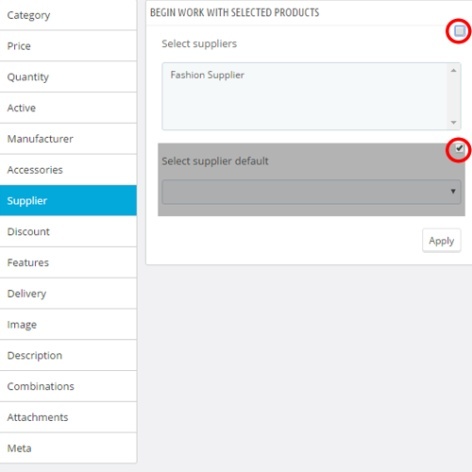 Category
Price
Quantity
Active
Manufacturer
Accessories
Supplier
Discount
Features
Delivery
Image
Description
Combinations
Attachments
Meta
BEGIN WORK WITH SELECTED PRODUCTS
Select suppliers
Fashion Supplier
Select supplier default
Apply